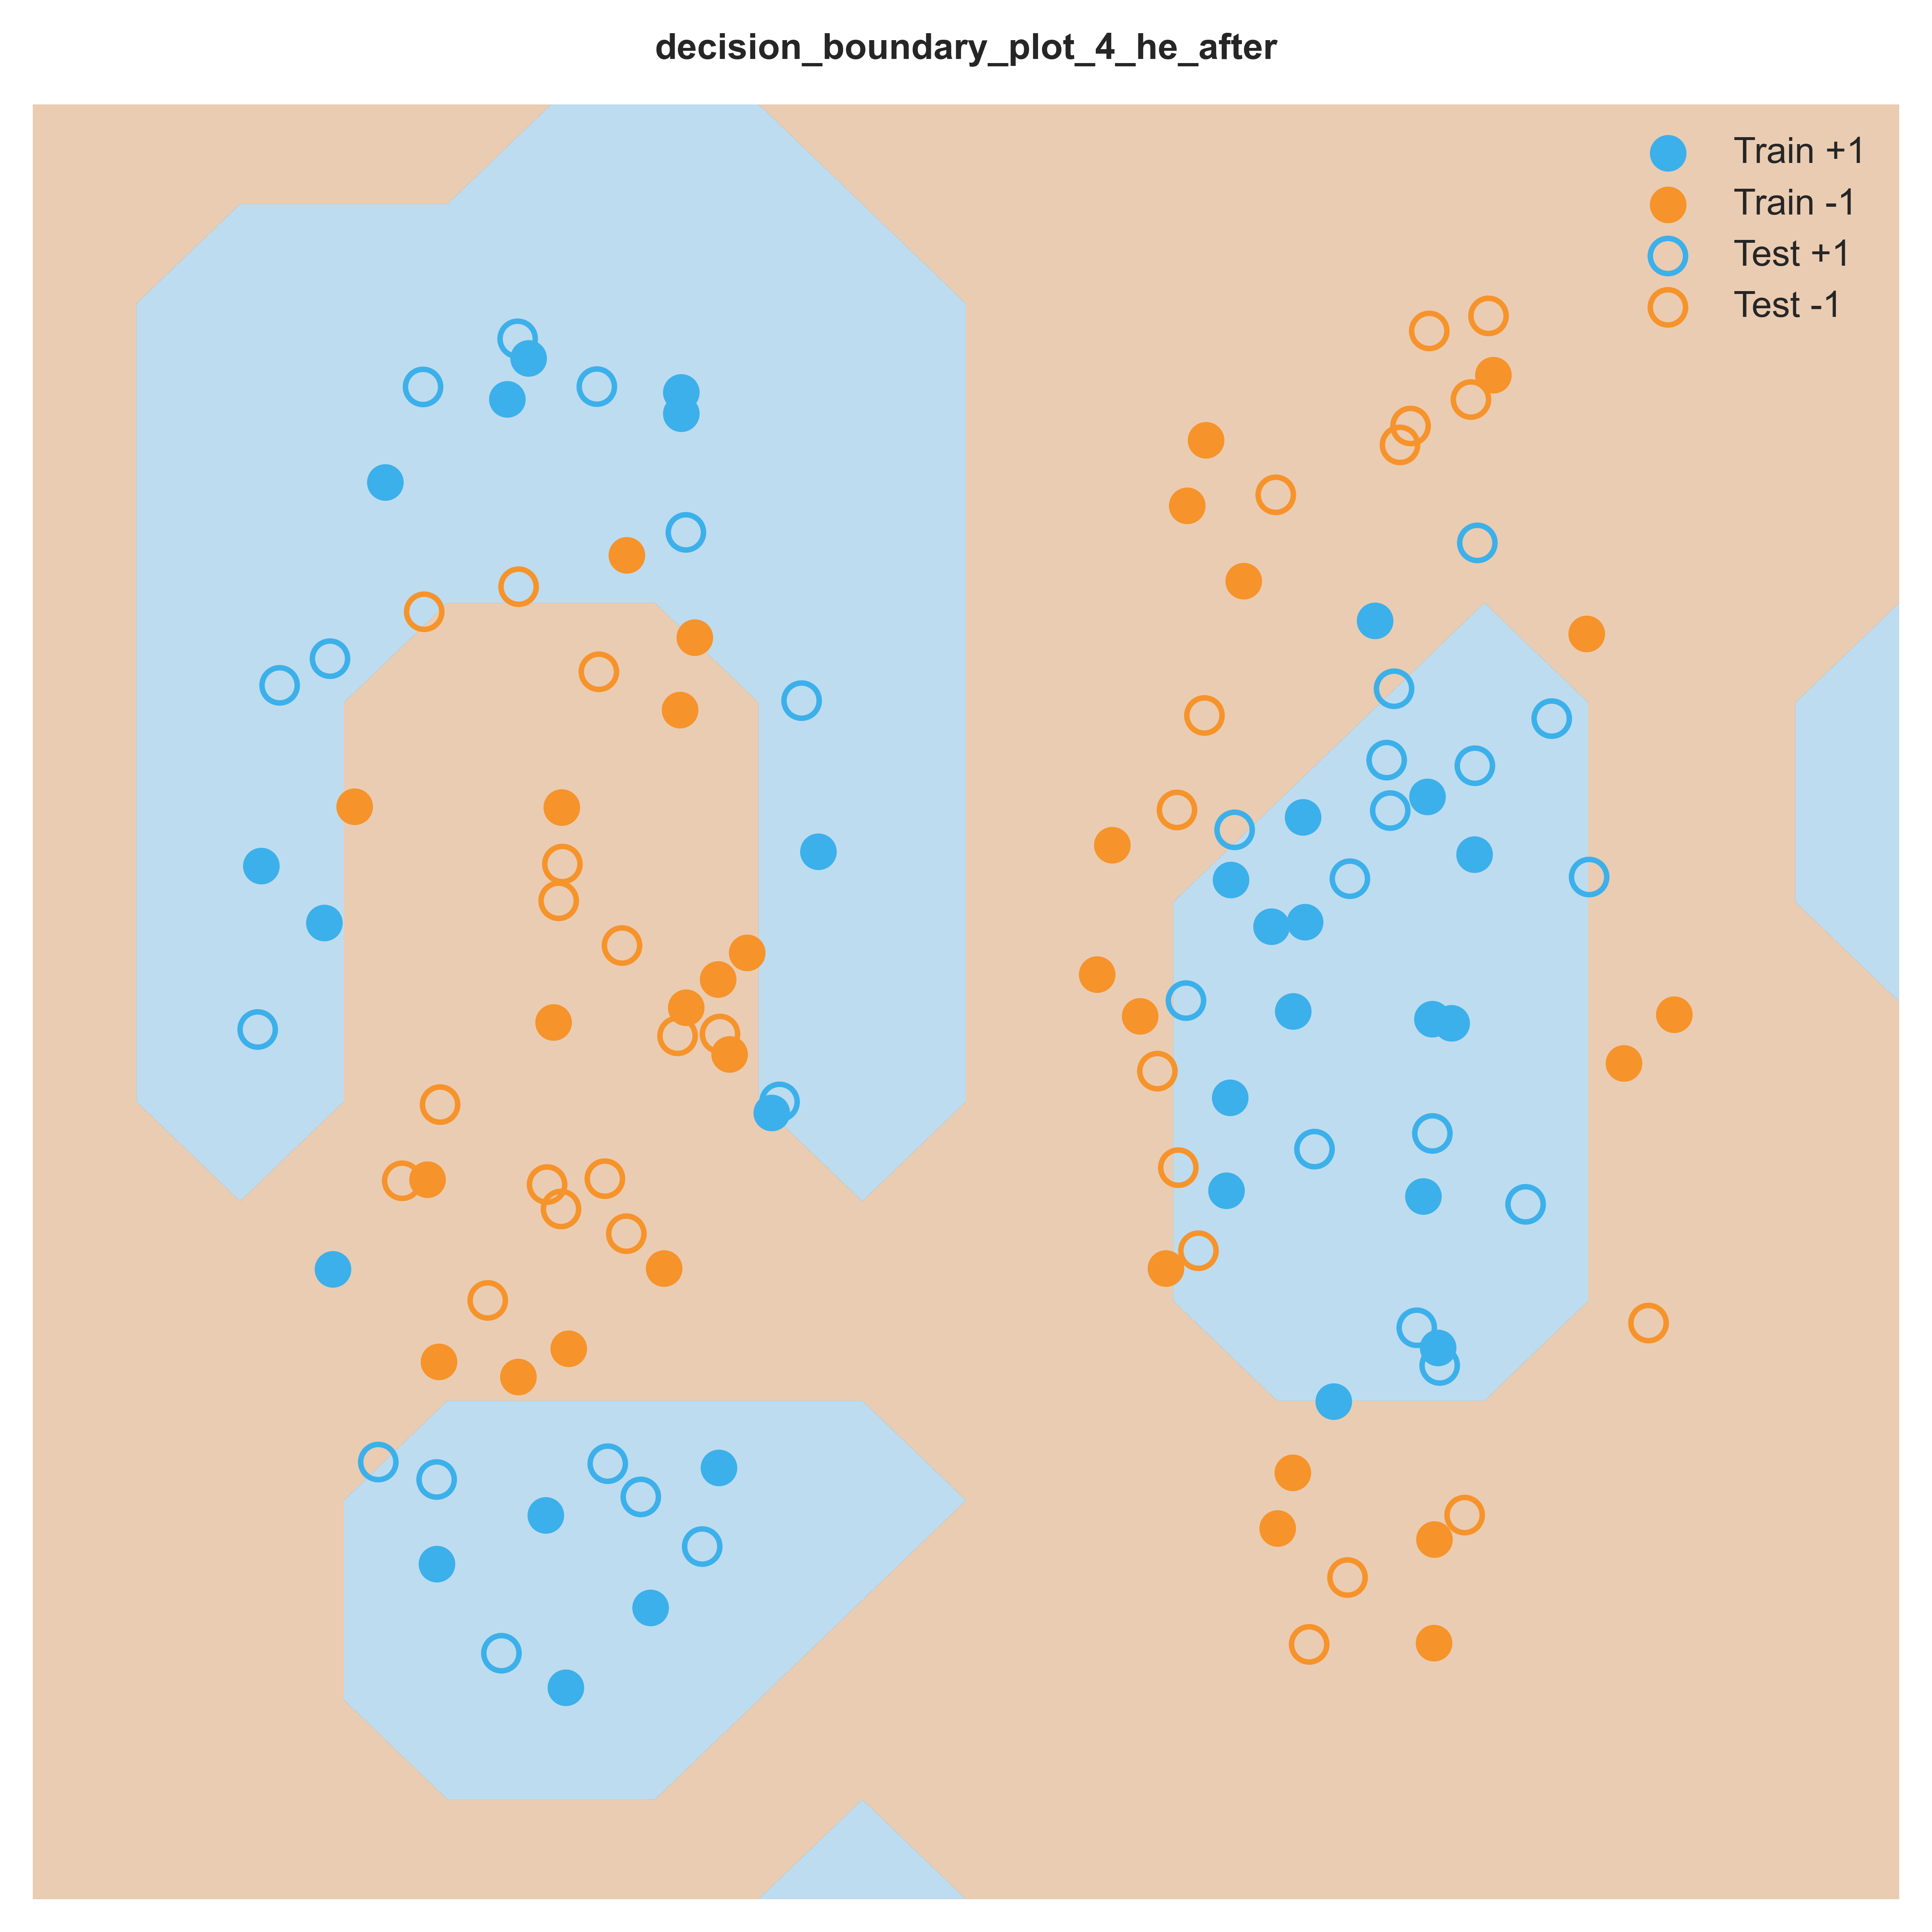 decision_boundary_plot_4_he_after
Train +1
Train -1
Test +1
Test -1